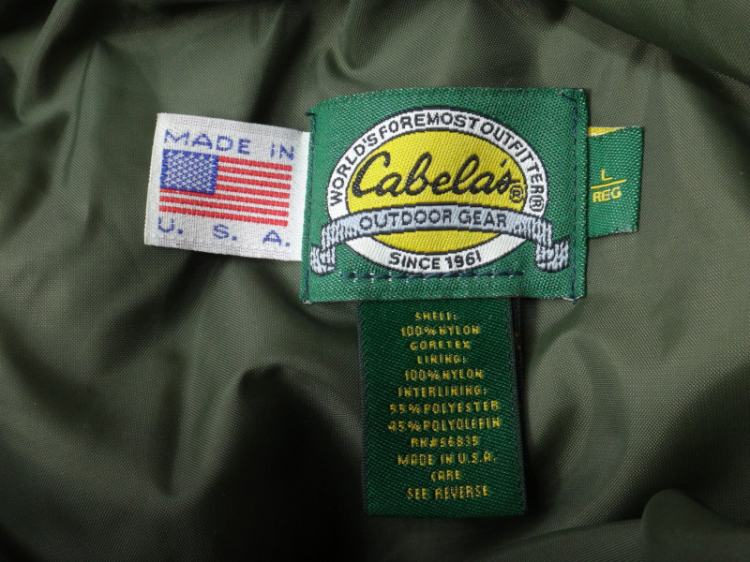 MADE IN
U. S. A.
WORLD'S FOREMOST OUTFITTER®
Cabela's®
OUTDOOR GEAR
SINCE 1961
L
REG
SHELL:
100% NYLON
GORETEX
LINING:
100% NYLON
INTERLINING:
55% POLYESTER
45% POLYOLEFIN
RN#56835
MADE IN U.S.A.
CARE
SEE REVERSE